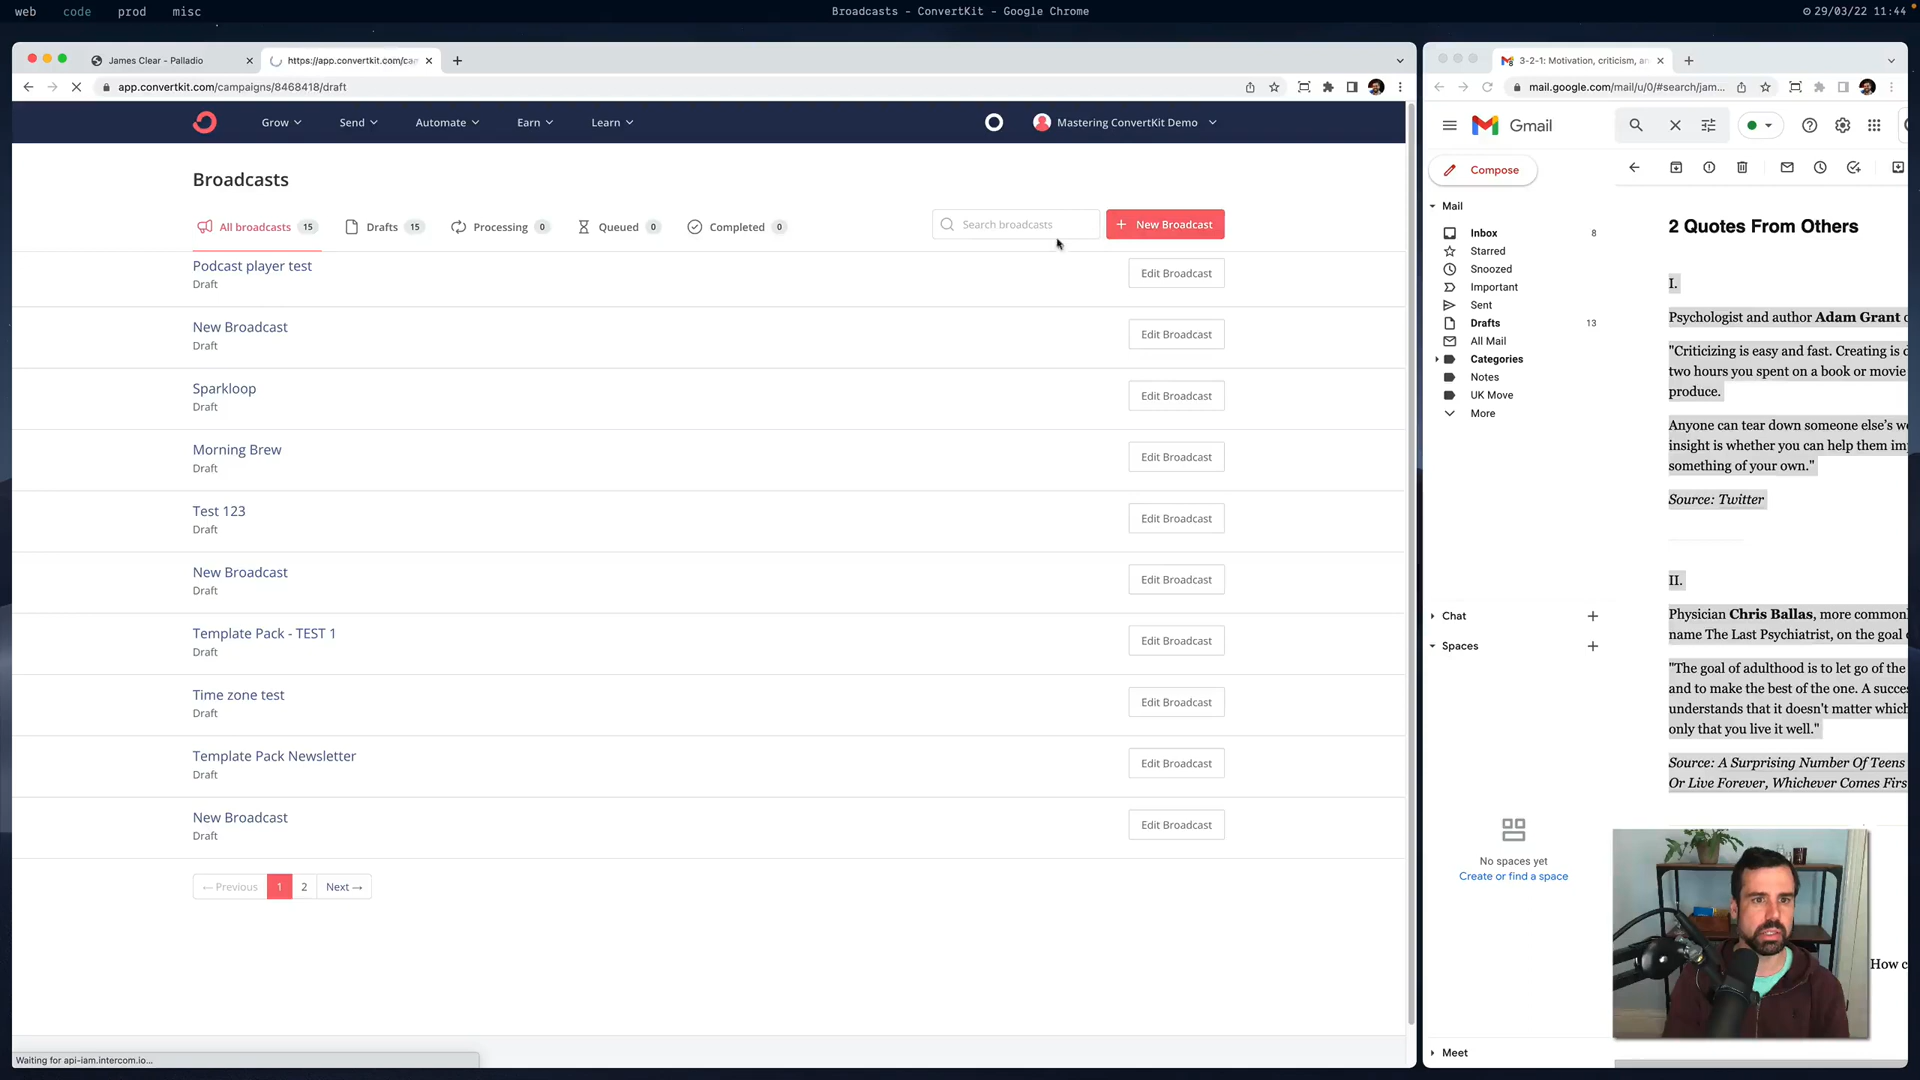 web code prod misc
Broadcasts - ConvertKit - Google Chrome
29/03/22 11:44
James Clear - Palladio
https://app.convertkit.com/can
app.convertkit.com/campaigns/8468418/draft
Grow Send Automate Earn Learn
Mastering ConvertKit Demo
Broadcasts
All broadcasts 15 Drafts 15 Processing 0 Queued 0 Completed 0
Search broadcasts
+ New Broadcast
Podcast player test
Draft
Edit Broadcast
New Broadcast
Draft
Edit Broadcast
Sparkloop
Draft
Edit Broadcast
Morning Brew
Draft
Edit Broadcast
Test 123
Draft
Edit Broadcast
New Broadcast
Draft
Edit Broadcast
Template Pack - TEST 1
Draft
Edit Broadcast
Time zone test
Draft
Edit Broadcast
Template Pack Newsletter
Draft
Edit Broadcast
New Broadcast
Draft
Edit Broadcast
← Previous 1 2 Next →
Waiting for api-iam.intercom.io...
3-2-1: Motivation, criticism, an
mail.google.com/mail/u/0/#search/jam...
Gmail
Compose
Mail
Inbox 8
Starred
Snoozed
Important
Sent
Drafts 13
All Mail
Categories
Notes
UK Move
More
Chat
Spaces
No spaces yet
Create or find a space
Meet
2 Quotes From Others
I.
Psychologist and author Adam Grant
"Criticizing is easy and fast. Creating is
two hours you spent on a book or movie
produce.
Anyone can tear down someone else's
insight is whether you can help them
something of your own."
Source: Twitter
II.
Physician Chris Ballas, more
name The Last Psychiatrist, on the goal
"The goal of adulthood is to let go of the
and to make the best of the one. A
understands that it doesn't matter
only that you live it well."
Source: A Surprising Number Of Teens
Or Live Forever, Whichever Comes
How